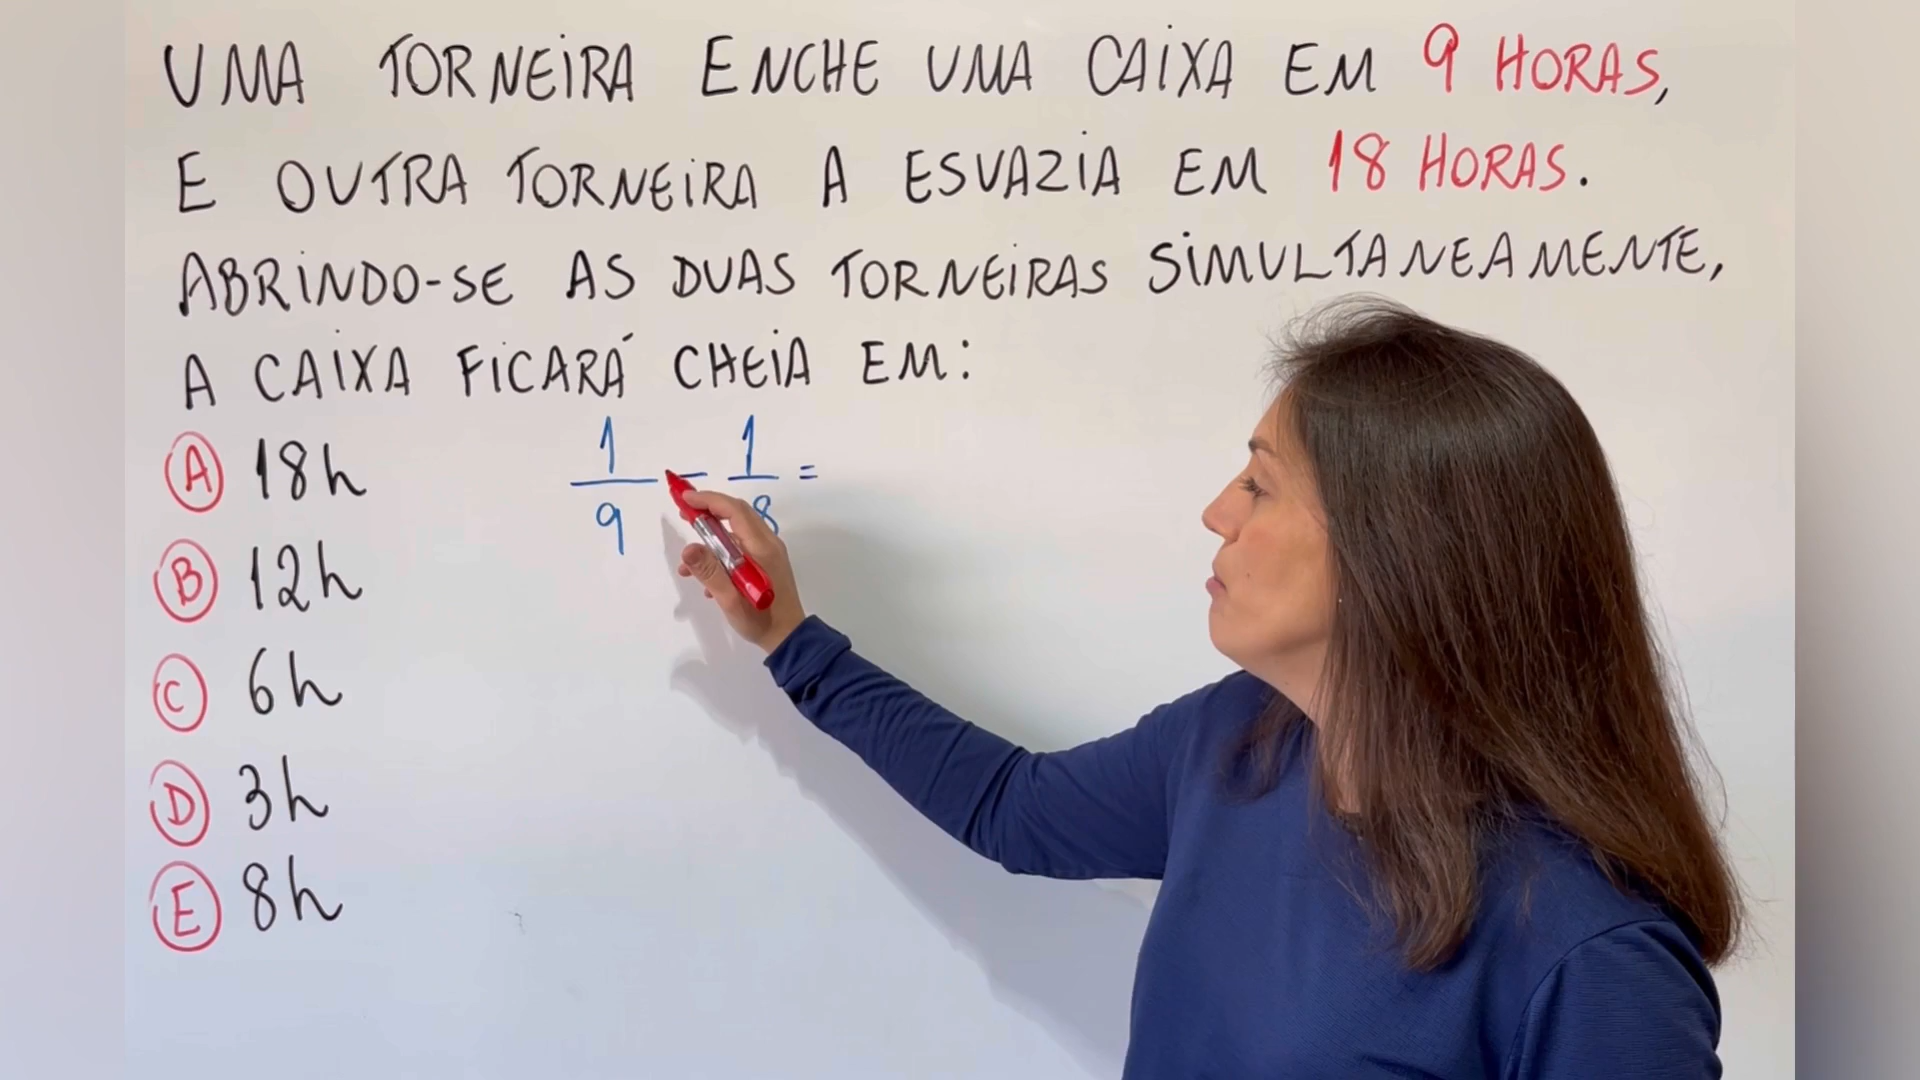 UMA TORNEIRA ENCHE UMA CAIXA EM 9 HORAS,
E OUTRA TORNEIRA A ESVAZIA EM 18 HORAS.
ABRINDO-SE AS DUAS TORNEIRAS SIMULTANEAMENTE,
A CAIXA FICARÁ CHEIA EM:
A 18h
B 12h
C 6h
D 3h
E 8h
1/9 - 1/8 =